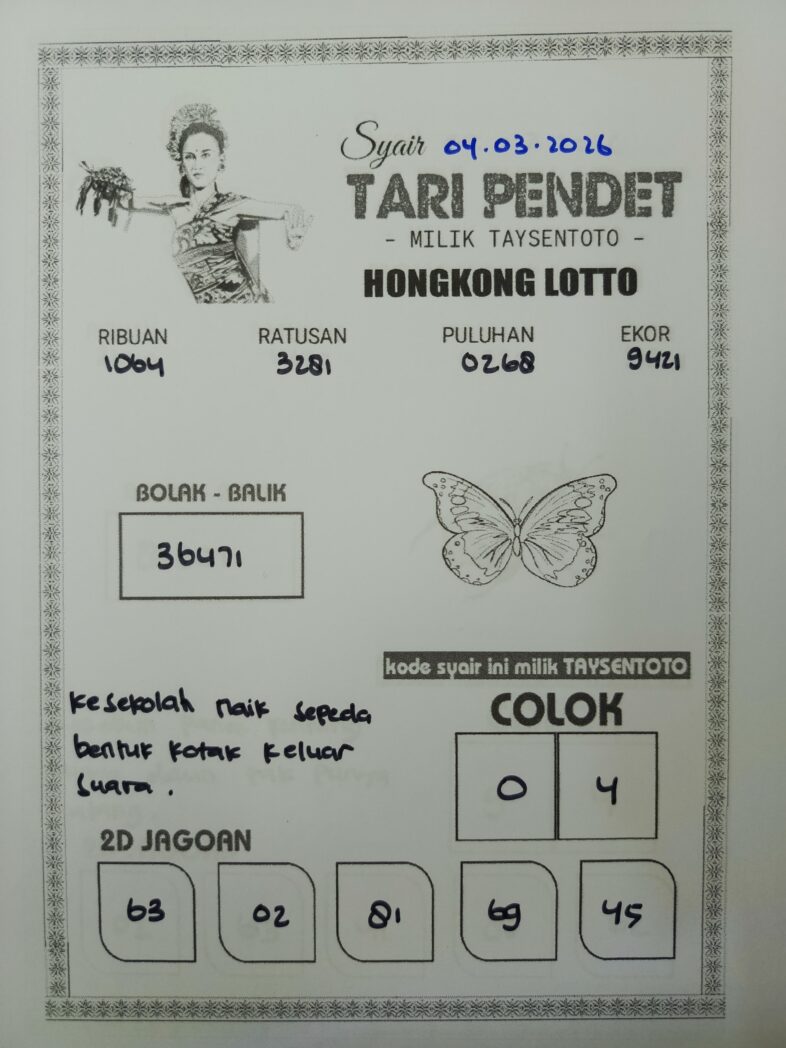 Syair 04.03.2026
TARI PENDET
- MILIK TAYSENTOTO -
HONGKONG LOTTO
RIBUAN RATUSAN PULUHAN EKOR
1064 3281 0268 9421
BOLAK - BALIK
36471
kode syair ini milik TAYSENTOTO
COLOK
0 4
kesekolah naik sepeda
bentuk kotak keluar
suara .
2D JAGOAN
63 02 81 69 45